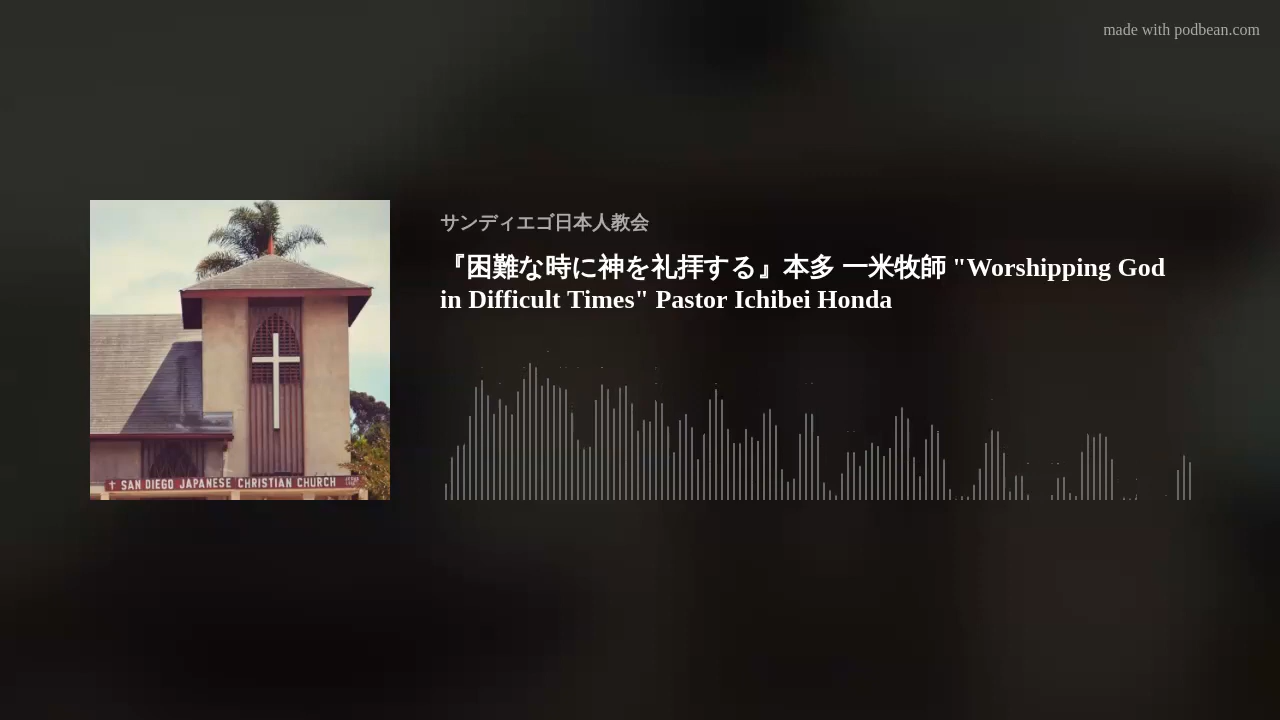 made with podbean.com
サンディエゴ日本人教会
『困難な時に神を礼拝する』本多 一米牧師 "Worshipping God
in Difficult Times" Pastor Ichibei Honda
SAN DIEGO JAPANESE CHRISTIAN CHURCH